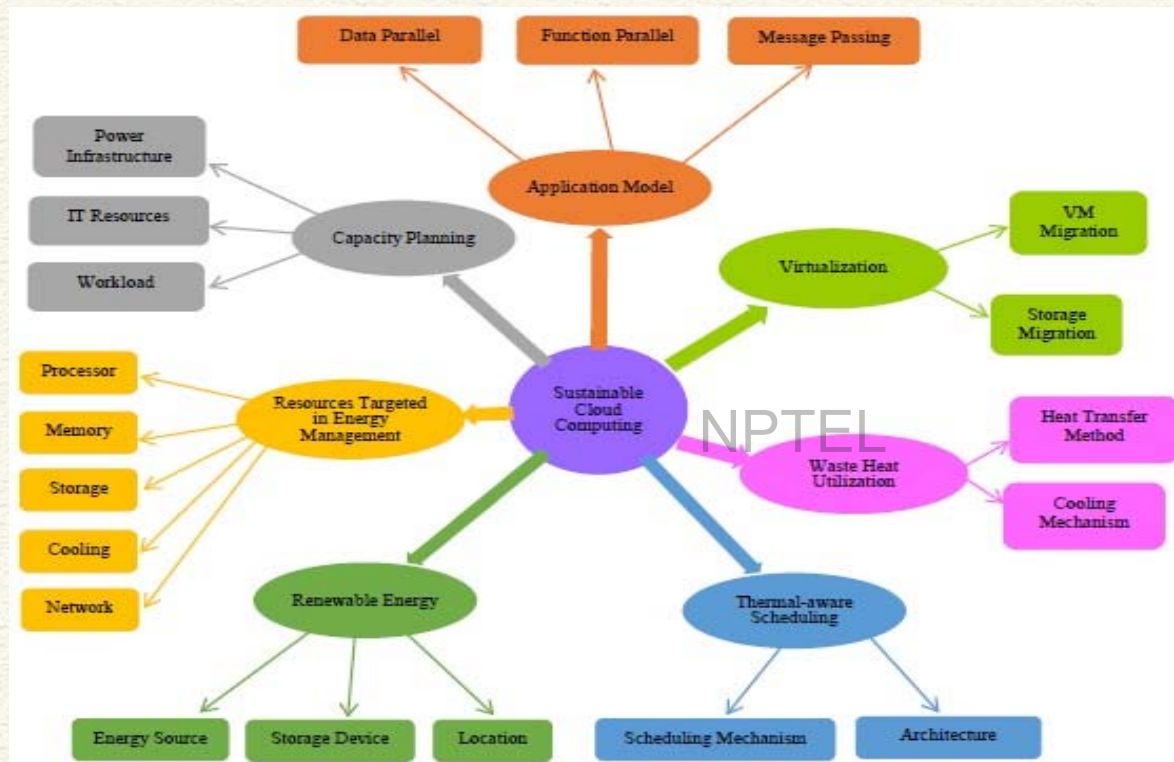 Data Parallel
Function Parallel
Message Passing
Application Model
Power
Infrastructure
IT Resources
Workload
Capacity Planning
Virtualization
VM
Migration
Storage
Migration
Processor
Memory
Storage
Cooling
Network
Resources Targeted
in Energy
Management
Sustainable
Cloud
Computing
NPTEL
Waste Heat
Utilization
Heat Transfer
Method
Cooling
Mechanism
Renewable Energy
Thermal-aware
Scheduling
Energy Source
Storage Device
Location
Scheduling Mechanism
Architecture